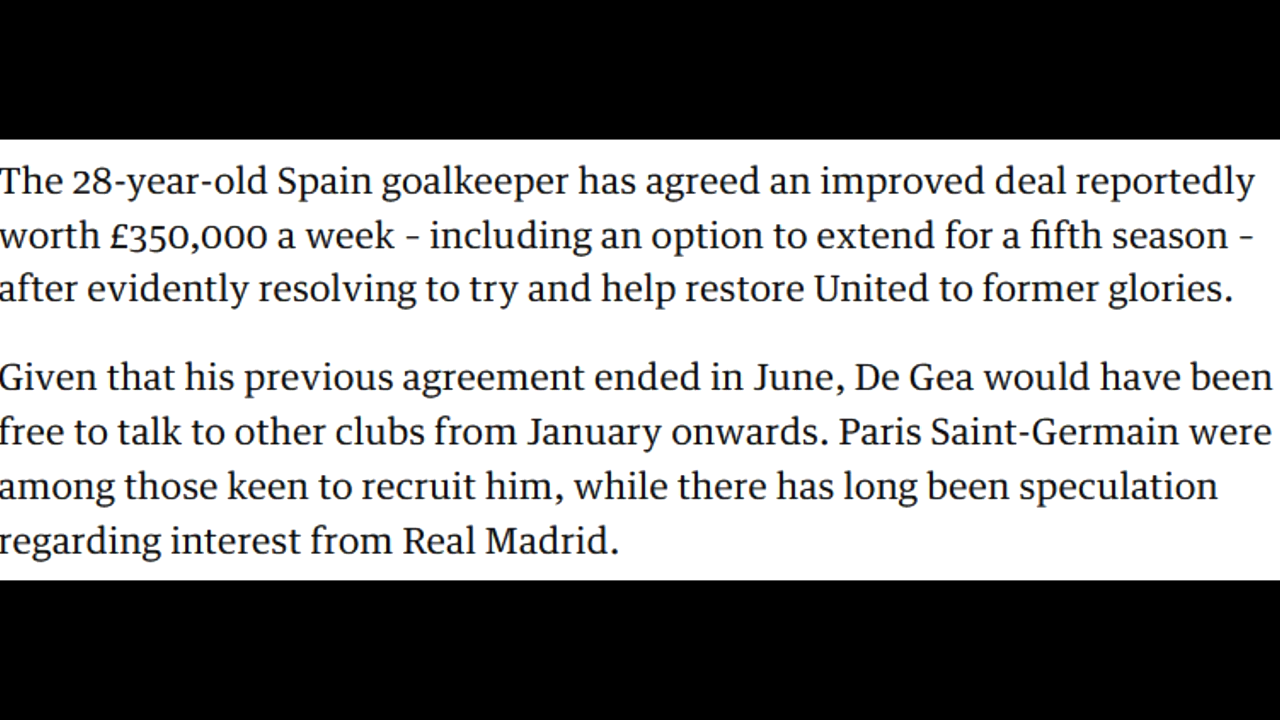 The 28-year-old Spain goalkeeper has agreed an improved deal reportedly
worth £350,000 a week - including an option to extend for a fifth season -
after evidently resolving to try and help restore United to former glories.
Given that his previous agreement ended in June, De Gea would have been
free to talk to other clubs from January onwards. Paris Saint-Germain were
among those keen to recruit him, while there has long been speculation
regarding interest from Real Madrid.